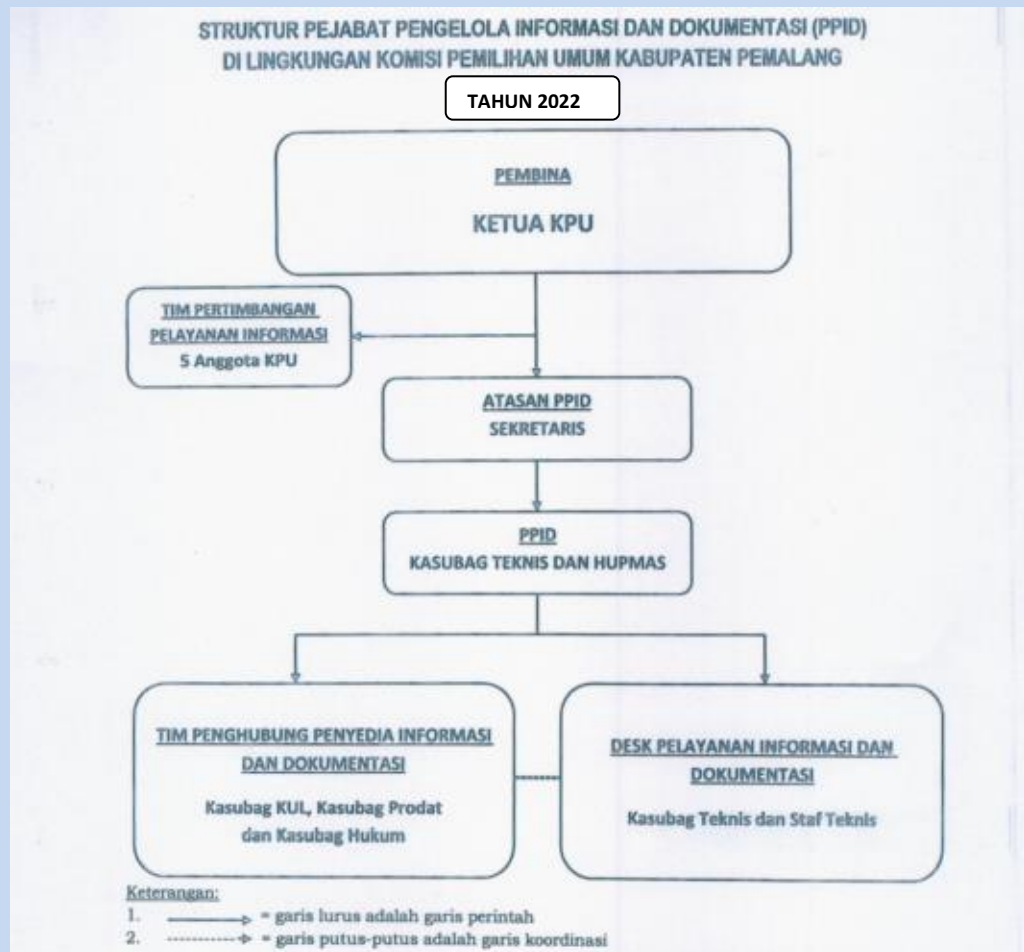 STRUKTUR PEJABAT PENGELOLA INFORMASI DAN DOKUMENTASI (PPID)
DI LINGKUNGAN KOMISI PEMILIHAN UMUM KABUPATEN PEMALANG
TAHUN 2022
PEMBINA
KETUA KPU
TIM PERTIMBANGAN
PELAYANAN INFORMASI
5 Anggota KPU
ATASAN PPID
SEKRETARIS
PPID
KASUBAG TEKNIS DAN HUPMAS
TIM PENGHUBUNG PENYEDIA INFORMASI
DAN DOKUMENTASI
Kasubag KUL, Kasubag Prodat
dan Kasubag Hukum
DESK PELAYANAN INFORMASI DAN
DOKUMENTASI
Kasubag Teknis dan Staf Teknis
Keterangan:
1. = garis lurus adalah garis perintah
2. = garis putus-putus adalah garis koordinasi